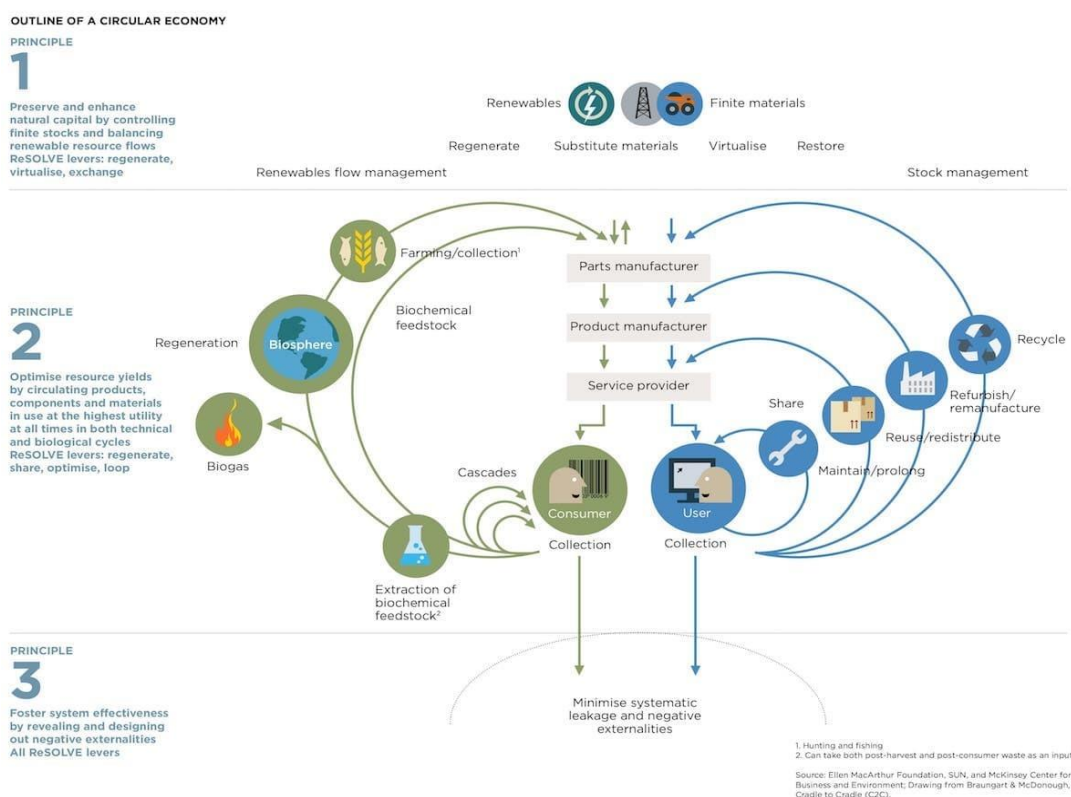 OUTLINE OF A CIRCULAR ECONOMY
PRINCIPLE
1
Preserve and enhance
natural capital by controlling
finite stocks and balancing
renewable resource flows
ReSOLVE levers: regenerate,
virtualise, exchange
Renewables
Finite materials
Regenerate
Substitute materials
Virtualise
Restore
Renewables flow management
Stock management
PRINCIPLE
2
Optimise resource yields
by circulating products,
components and materials
in use at the highest utility
at all times in both technical
and biological cycles
ReSOLVE levers: regenerate,
share, optimise, loop
Farming/collection¹
Parts manufacturer
Biochemical
feedstock
Product manufacturer
Regeneration
Biosphere
Recycle
Service provider
Refurbish/
remanufacture
Share
Reuse/redistribute
Biogas
Cascades
Maintain/prolong
Consumer
User
Collection
Collection
Extraction of
biochemical
feedstock²
PRINCIPLE
3
Foster system effectiveness
by revealing and designing
out negative externalities
All ReSOLVE levers
Minimise systematic
leakage and negative
externalities
1. Hunting and fishing
2. Can take both post-harvest and post-consumer waste as an input
Source: Ellen MacArthur Foundation, SUN, and McKinsey Center for
Business and Environment; Drawing from Braungart & McDonough,
Cradle to Cradle (C2C).